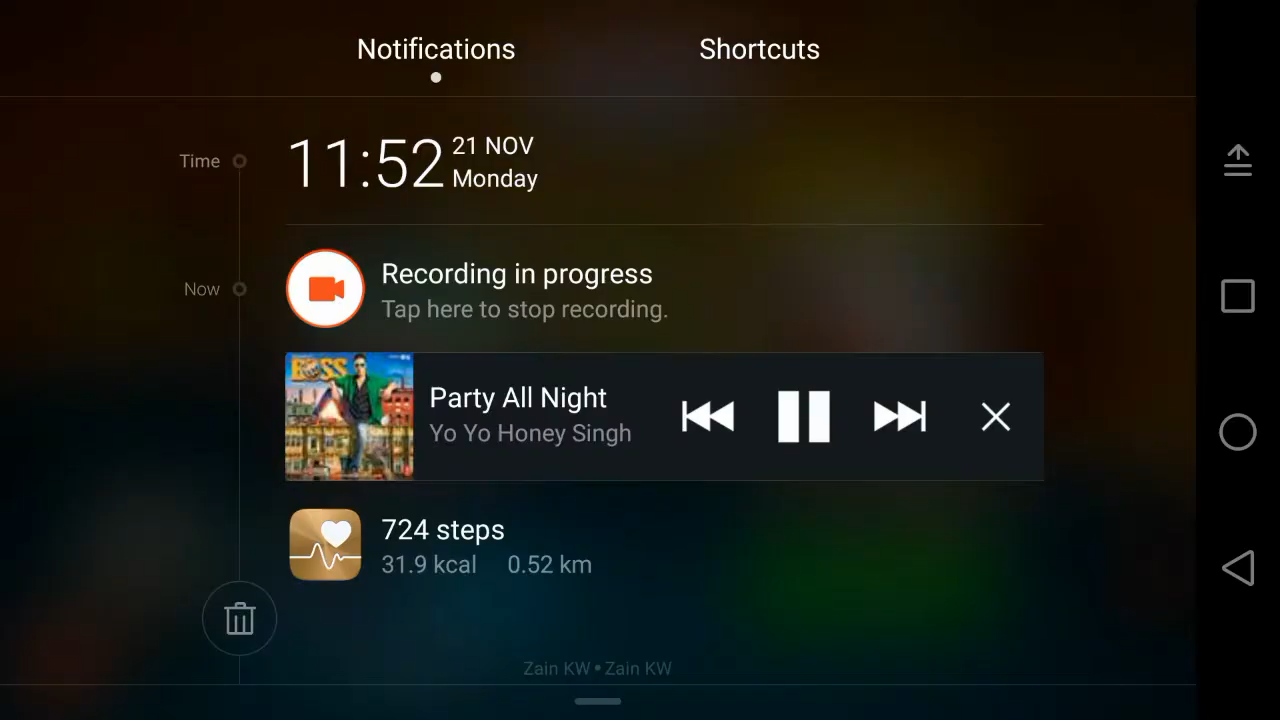 Notifications
Shortcuts
Time
11:52
21 NOV
Monday
Now
Recording in progress
Tap here to stop recording.
BOSS
Party All Night
Yo Yo Honey Singh
724 steps
31.9 kcal 0.52 km
Zain KW • Zain KW